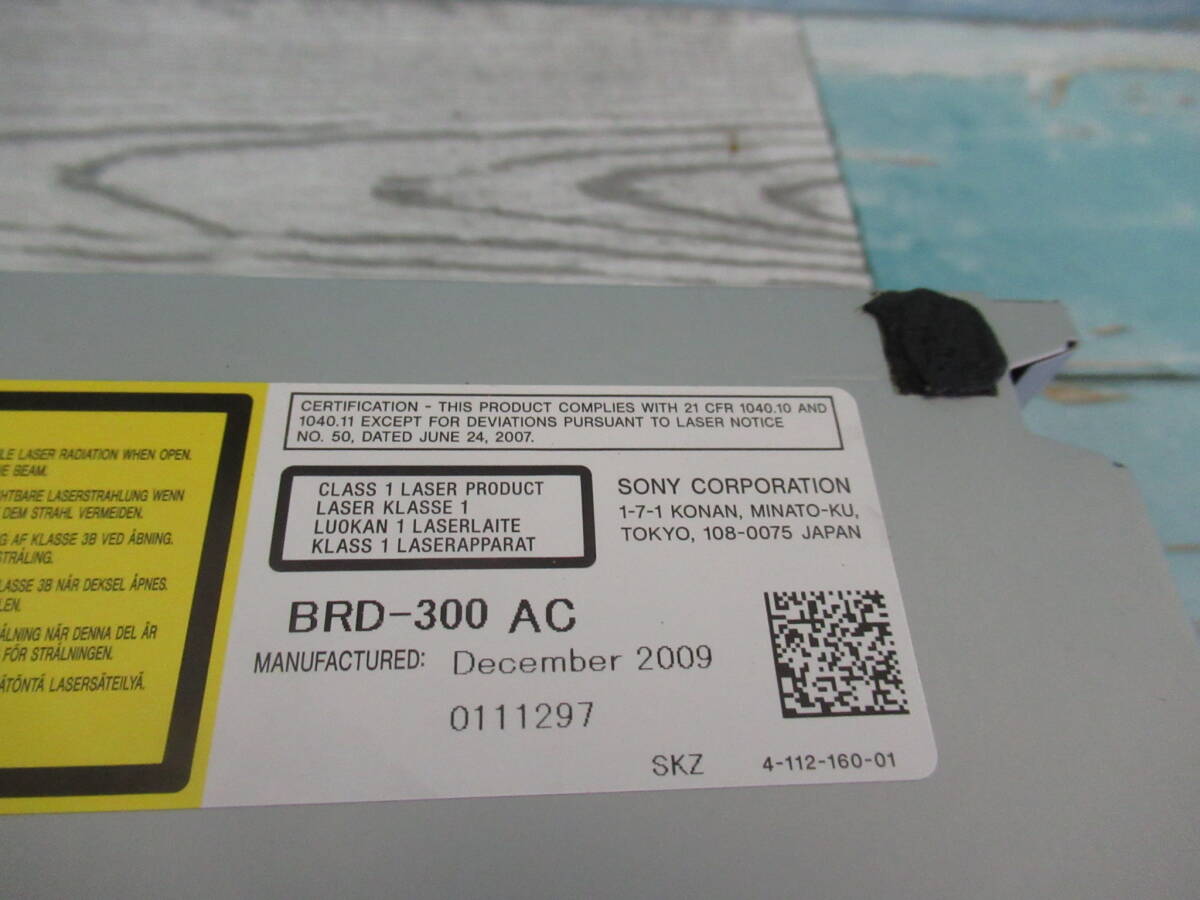 LE LASER RADIATION WHEN OPEN.
BEAM.
HTBARE LASERSTRAHLUNG WENN
DEM STRAHL VERMEIDEN.
G AF KLASSE 3B VED ÅBNING.
STRÅLING.
LASSE 3B NÅR DEKSEL ÅPNES.
LEN.
ÅLNING NÄR DENNA DEL ÄR
FÖR STRÅLNINGEN.
ÄTÖNTÄ LASERSÄTEILYÄ.
CERTIFICATION - THIS PRODUCT COMPLIES WITH 21 CFR 1040.10 AND
1040.11 EXCEPT FOR DEVIATIONS PURSUANT TO LASER NOTICE
NO. 50, DATED JUNE 24, 2007.
CLASS 1 LASER PRODUCT
LASER KLASSE 1
LUOKAN 1 LASERLAITE
KLASS 1 LASERAPPARAT
SONY CORPORATION
1-7-1 KONAN, MINATO-KU,
TOKYO, 108-0075 JAPAN
BRD-300 AC
MANUFACTURED: December 2009
0111297
SKZ 4-112-160-01